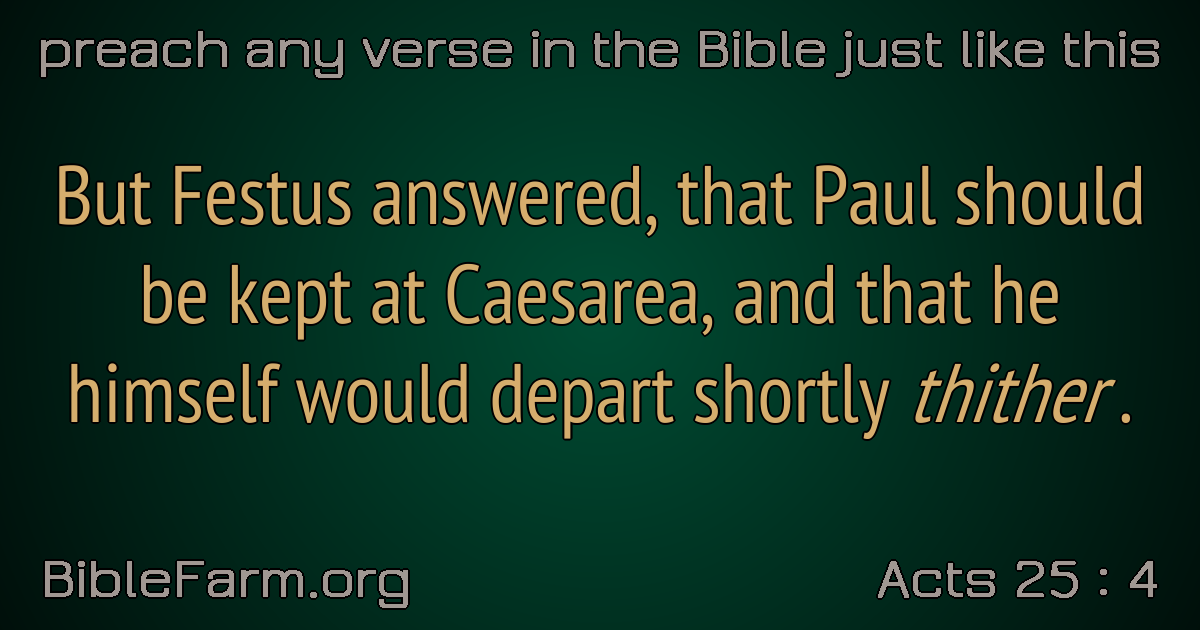 preach any verse in the Bible just like this
But Festus answered, that Paul should
be kept at Caesarea, and that he
himself would depart shortly thither .
BibleFarm.org
Acts 25 : 4